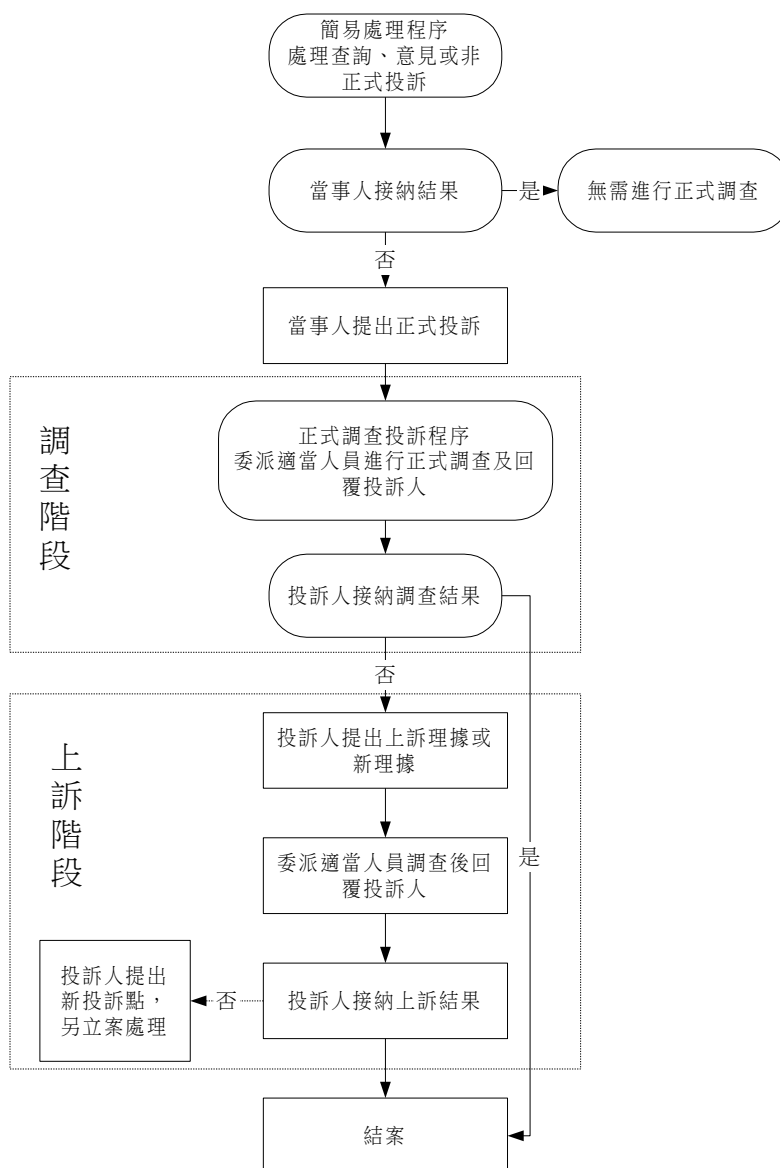 簡易處理程序
處理查詢、意見或非
正式投訴
當事人接納結果
是
無需進行正式調查
否
當事人提出正式投訴
調查階段
正式調查投訴程序
委派適當人員進行正式調查及回
覆投訴人
投訴人接納調查結果
否
上訴階段
投訴人提出上訴理據或
新理據
委派適當人員調查後回
覆投訴人
是
投訴人提出
新投訴點，
另立案處理
否
投訴人接納上訴結果
結案